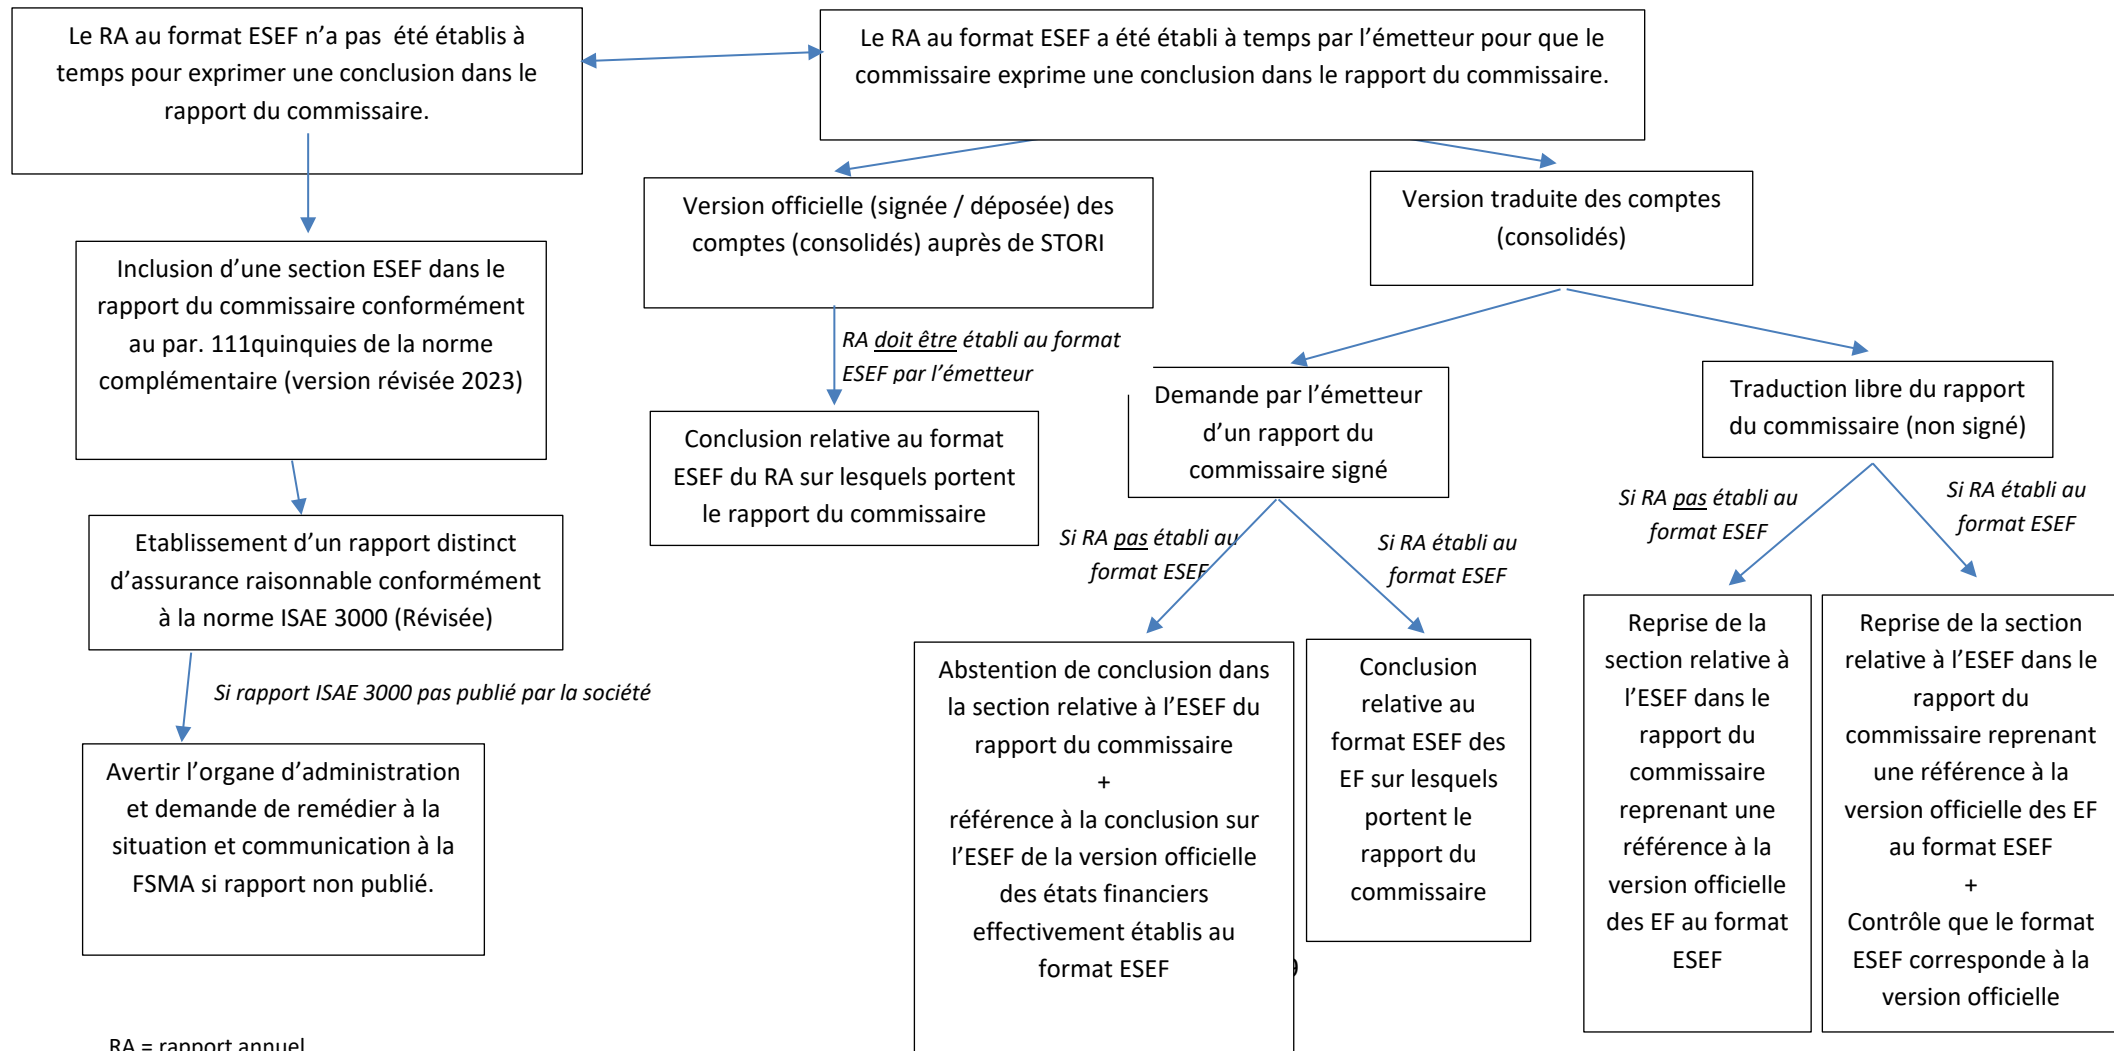 Le RA au format ESEF n’a pas été établis à
temps pour exprimer une conclusion dans le
rapport du commissaire.
Le RA au format ESEF a été établi à temps par l’émetteur pour que le
commissaire exprime une conclusion dans le rapport du commissaire.
Inclusion d’une section ESEF dans le
rapport du commissaire conformément
au par. 111quinquies de la norme
complémentaire (version révisée 2023)
Etablissement d’un rapport distinct
d’assurance raisonnable conformément
à la norme ISAE 3000 (Révisée)
Si rapport ISAE 3000 pas publié par la société
Avertir l’organe d’administration
et demande de remédier à la
situation et communication à la
FSMA si rapport non publié.
Version officielle (signée / déposée) des
comptes (consolidés) auprès de STORI
RA doit être établi au format
ESEF par l’émetteur
Conclusion relative au format
ESEF du RA sur lesquels portent
le rapport du commissaire
Version traduite des comptes
(consolidés)
Demande par l’émetteur
d’un rapport du
commissaire signé
Si RA pas établi au
format ESEF
Si RA établi au
format ESEF
Abstention de conclusion dans
la section relative à l’ESEF du
rapport du commissaire
+
référence à la conclusion sur
l’ESEF de la version officielle
des états financiers
effectivement établis au
format ESEF
Conclusion
relative au
format ESEF des
EF sur lesquels
portent le
rapport du
commissaire
Traduction libre du rapport
du commissaire (non signé)
Si RA pas établi au
format ESEF
Si RA établi au
format ESEF
Reprise de la
section relative à
l’ESEF dans le
rapport du
commissaire
reprenant une
référence à la
version officielle
des EF au format
ESEF
Reprise de la section
relative à l’ESEF dans le
rapport du
commissaire reprenant
une référence à la
version officielle des EF
au format ESEF
+
Contrôle que le format
ESEF corresponde à la
version officielle
RA = rapport annuel